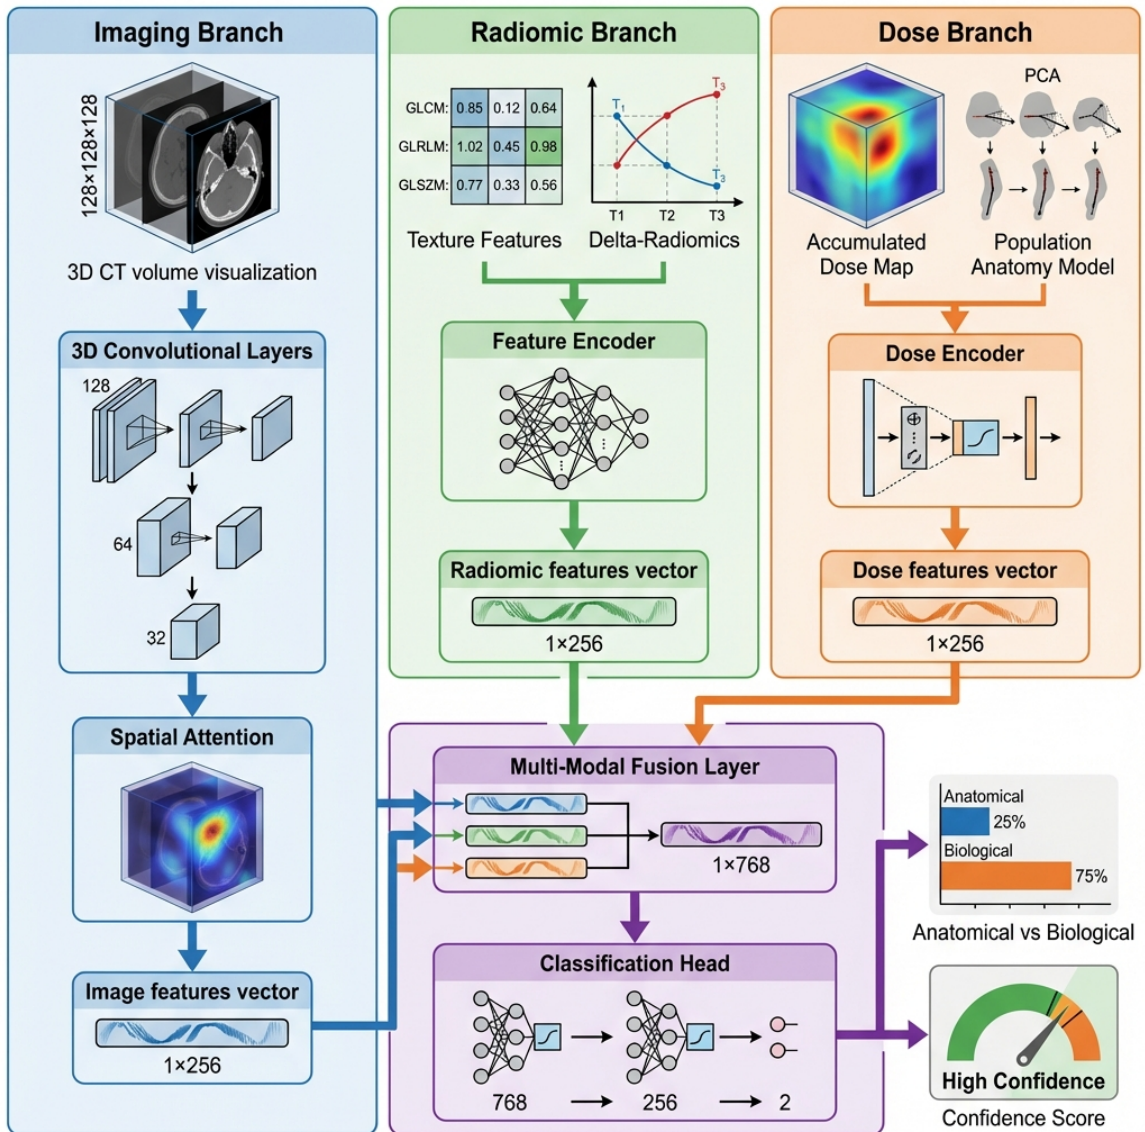 Imaging Branch
128×128×128
3D CT volume visualization
3D Convolutional Layers
128
64
32
Spatial Attention
Image features vector
1×256
Radiomic Branch
GLCM: 0.85 0.12 0.64
GLRLM: 1.02 0.45 0.98
GLSZM: 0.77 0.33 0.56
Texture Features
T₁
T₃
T₃
T1 T2 T3
Delta-Radiomics
Feature Encoder
Radiomic features vector
1×256
Dose Branch
Accumulated
Dose Map
PCA
Population
Anatomy Model
Dose Encoder
Dose features vector
1×256
Multi-Modal Fusion Layer
1×768
Classification Head
768 256 2
Anatomical
25%
Biological
75%
Anatomical vs Biological
High Confidence
Confidence Score